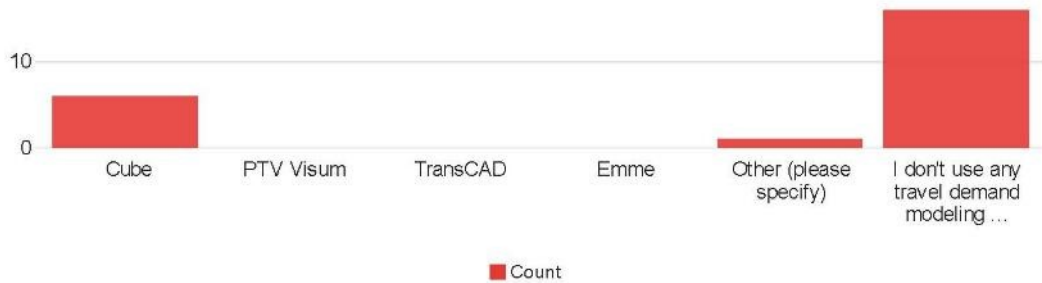 10
0
Cube
PTV Visum
TransCAD
Emme
Other (please
specify)
I don't use any
travel demand
modeling ...
Count